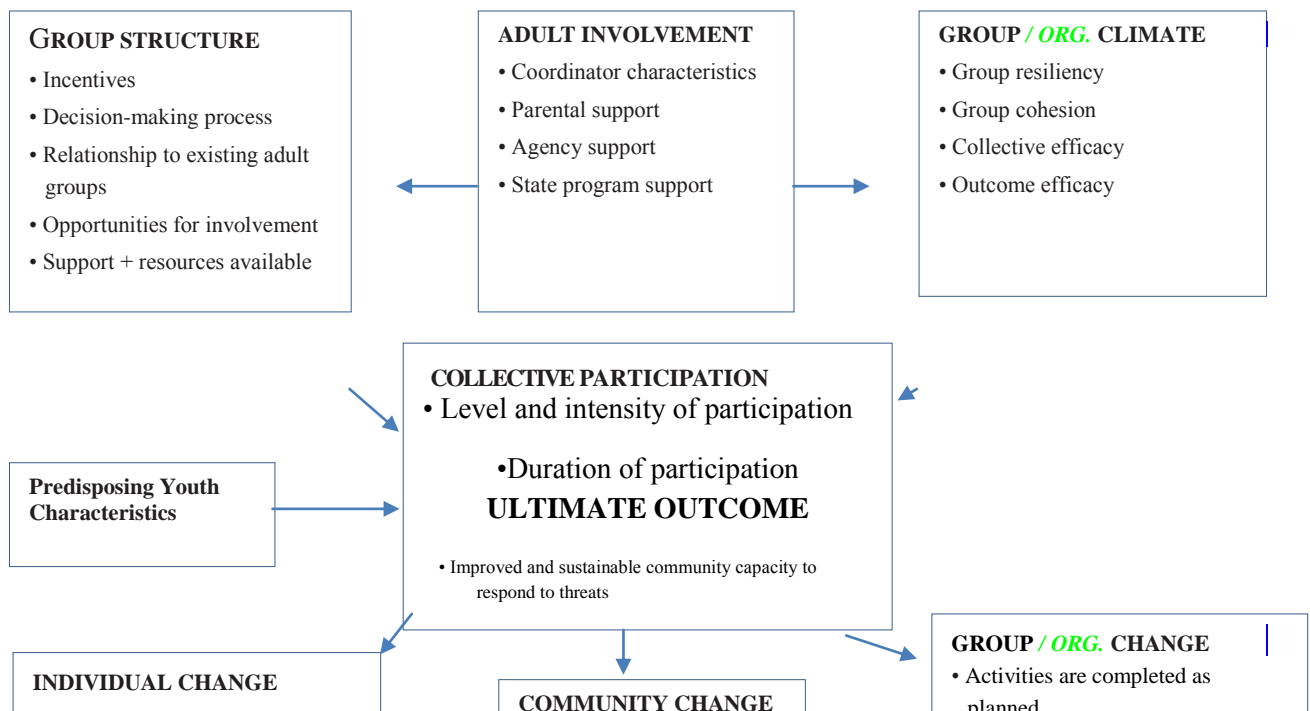 GROUP STRUCTURE
• Incentives
• Decision-making process
• Relationship to existing adult
groups
• Opportunities for involvement
• Support + resources available
ADULT INVOLVEMENT
• Coordinator characteristics
• Parental support
• Agency support
• State program support
GROUP / ORG. CLIMATE
• Group resiliency
• Group cohesion
• Collective efficacy
• Outcome efficacy
COLLECTIVE PARTICIPATION
• Level and intensity of participation
•Duration of participation
ULTIMATE OUTCOME
• Improved and sustainable community capacity to
respond to threats
Predisposing Youth
Characteristics
INDIVIDUAL CHANGE
COMMUNITY CHANGE
GROUP / ORG. CHANGE
• Activities are completed as
planned